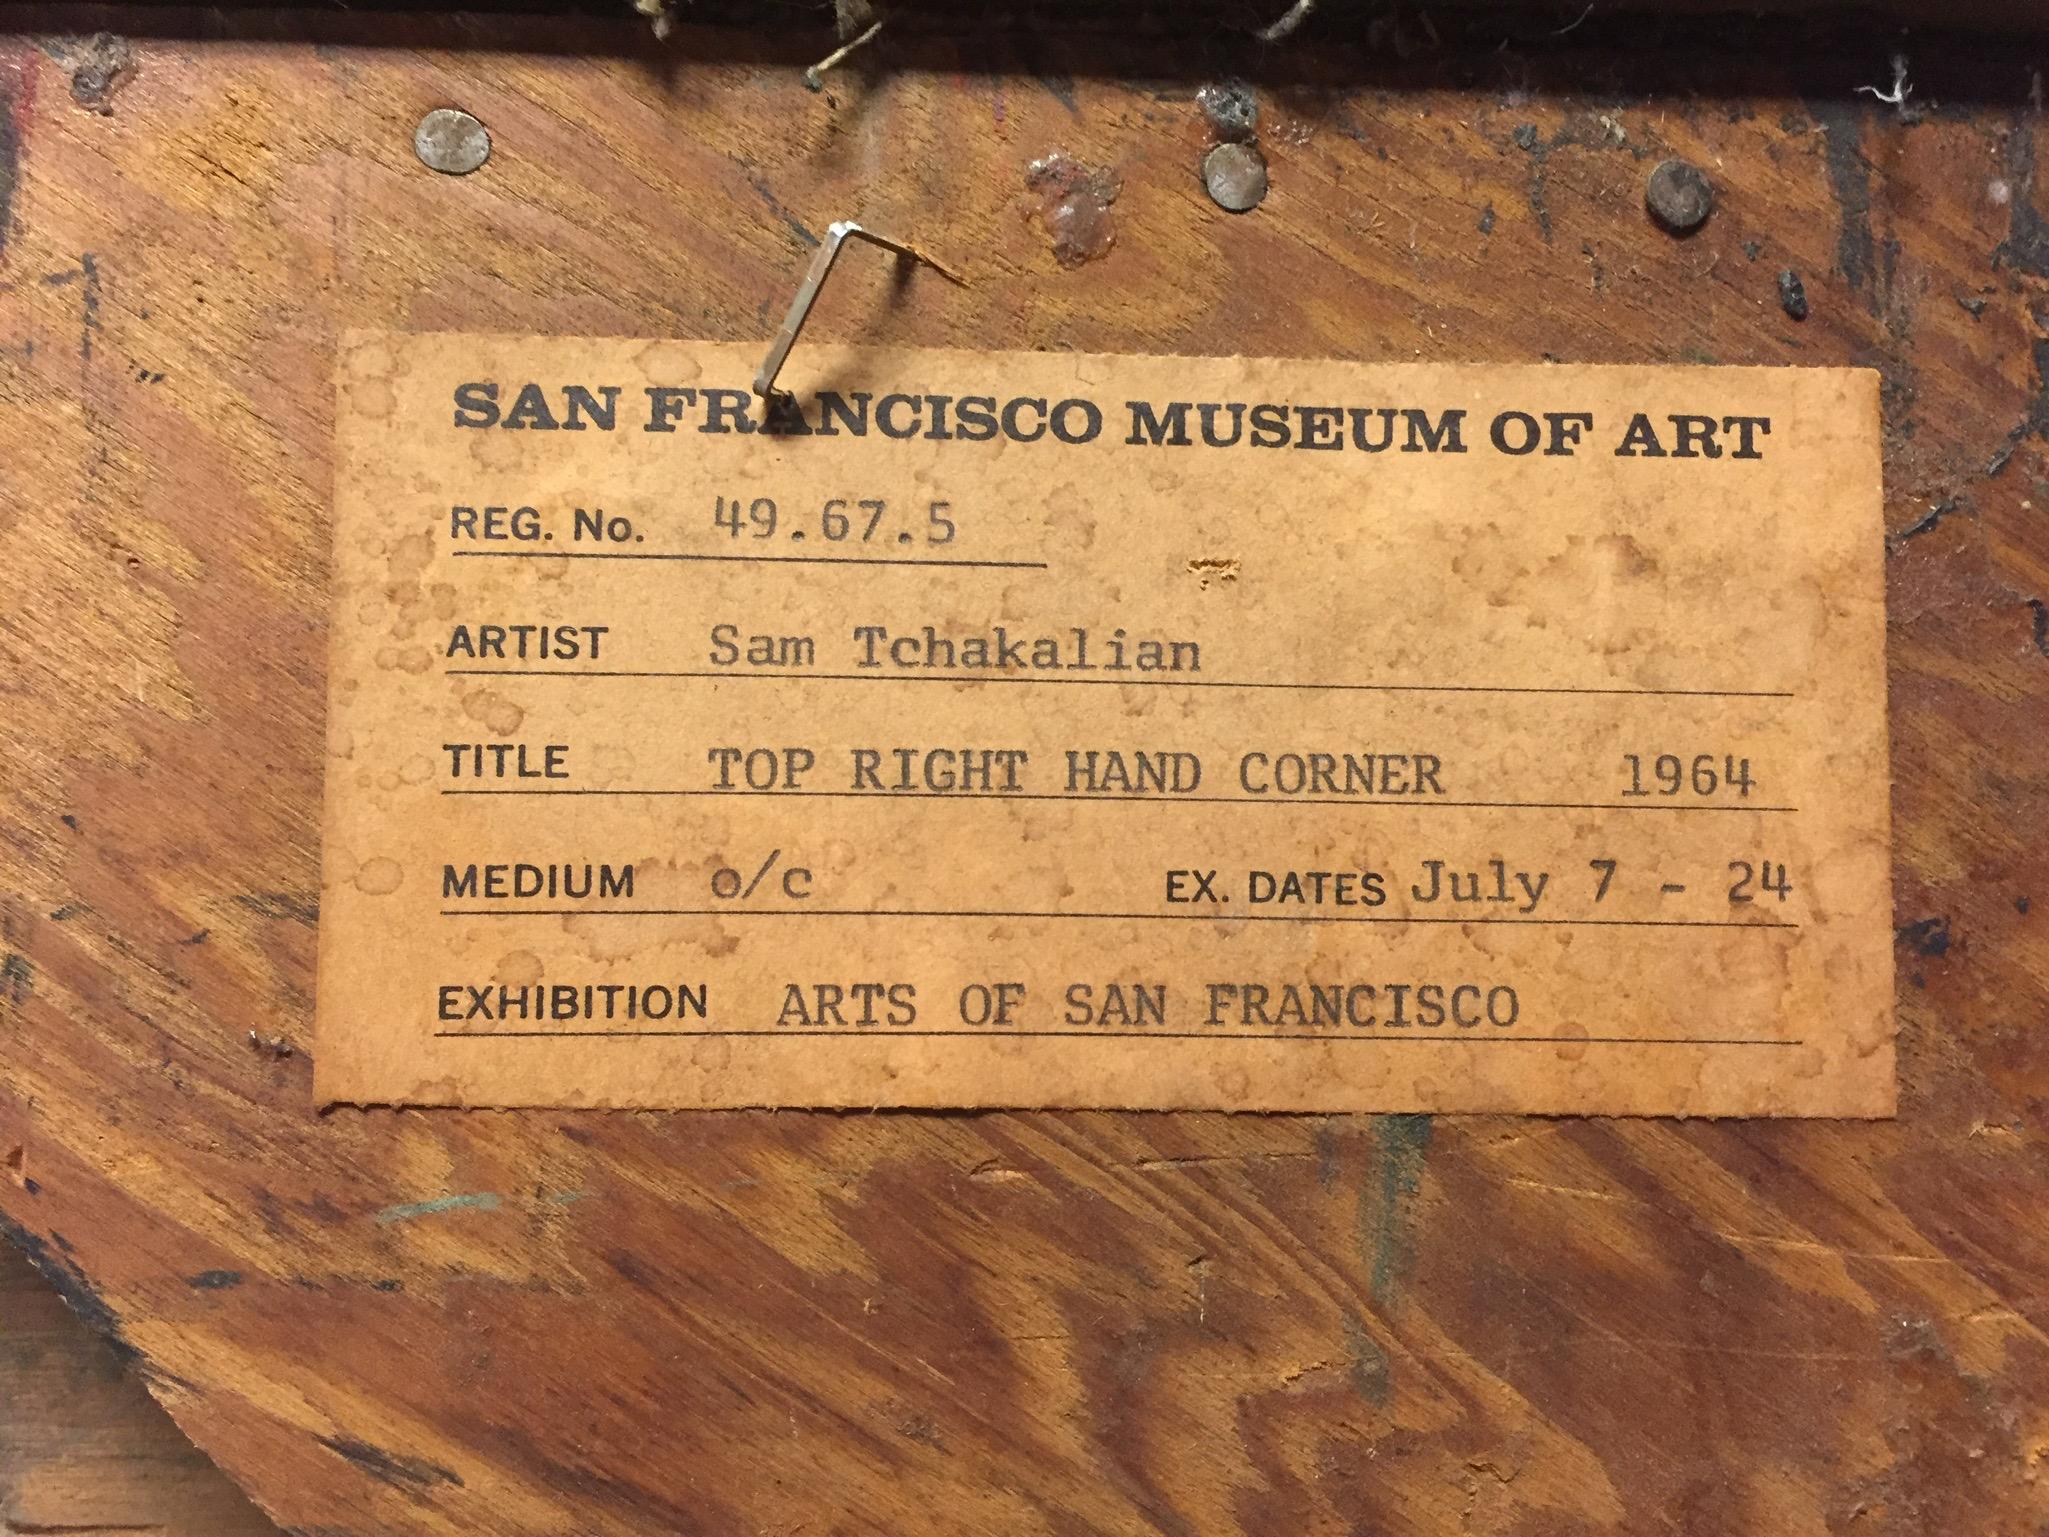 SAN FRANCISCO MUSEUM OF ART
REG. No. 49.67.5
ARTIST Sam Tchakalian
TITLE TOP RIGHT HAND CORNER 1964
MEDIUM o/c EX. DATES July 7 - 24
EXHIBITION ARTS OF SAN FRANCISCO